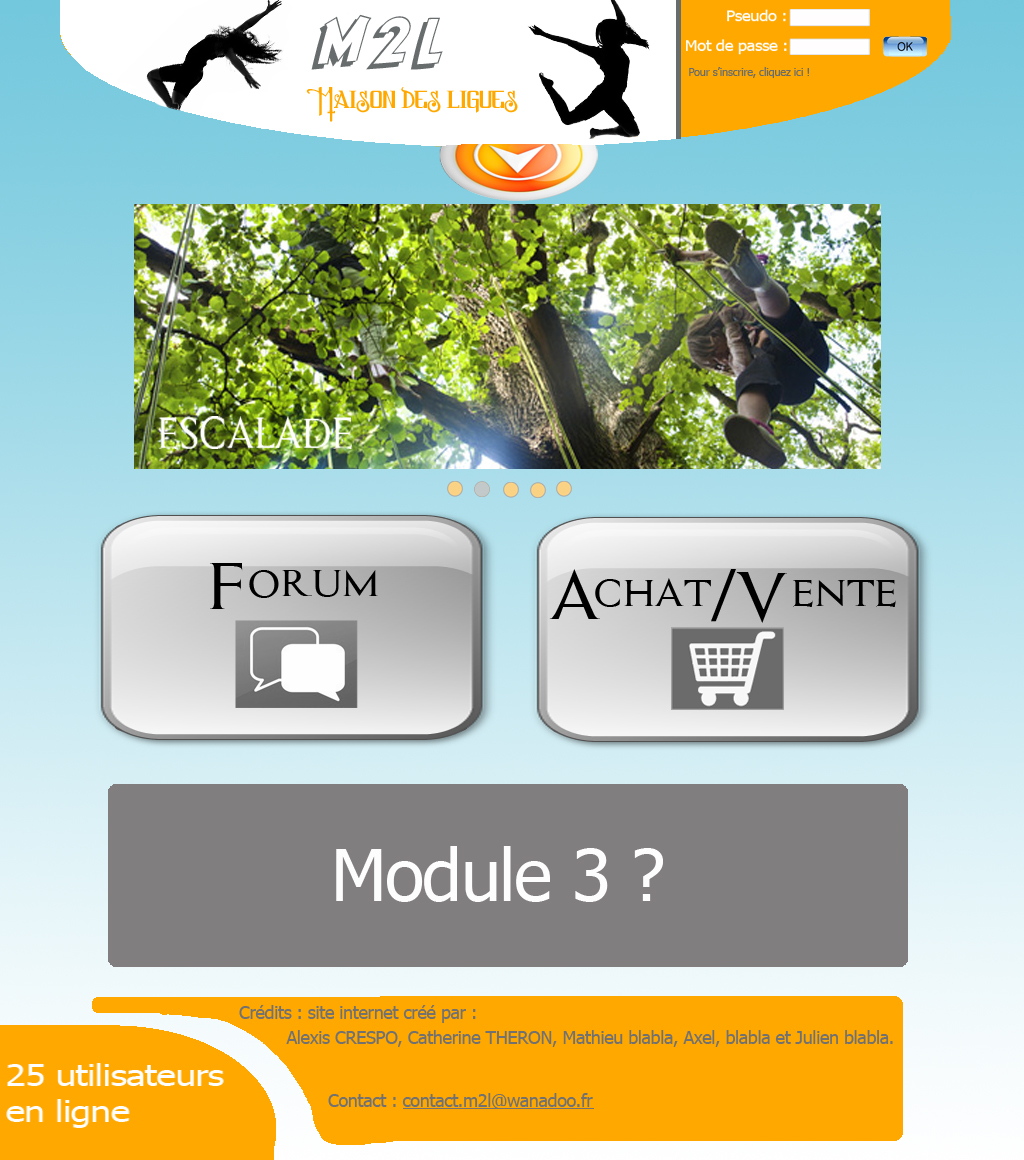 M2L
Maison des ligues
Pseudo :
Mot de passe :
OK
Pour s'inscrire, cliquez ici !
ESCALADE
Forum
Achat/Vente
Module 3 ?
Crédits : site internet créé par :
Alexis CRESPO, Catherine THERON, Mathieu blabla, Axel, blabla et Julien blabla.
Contact : contact.m2l@wanadoo.fr
25 utilisateurs
en ligne